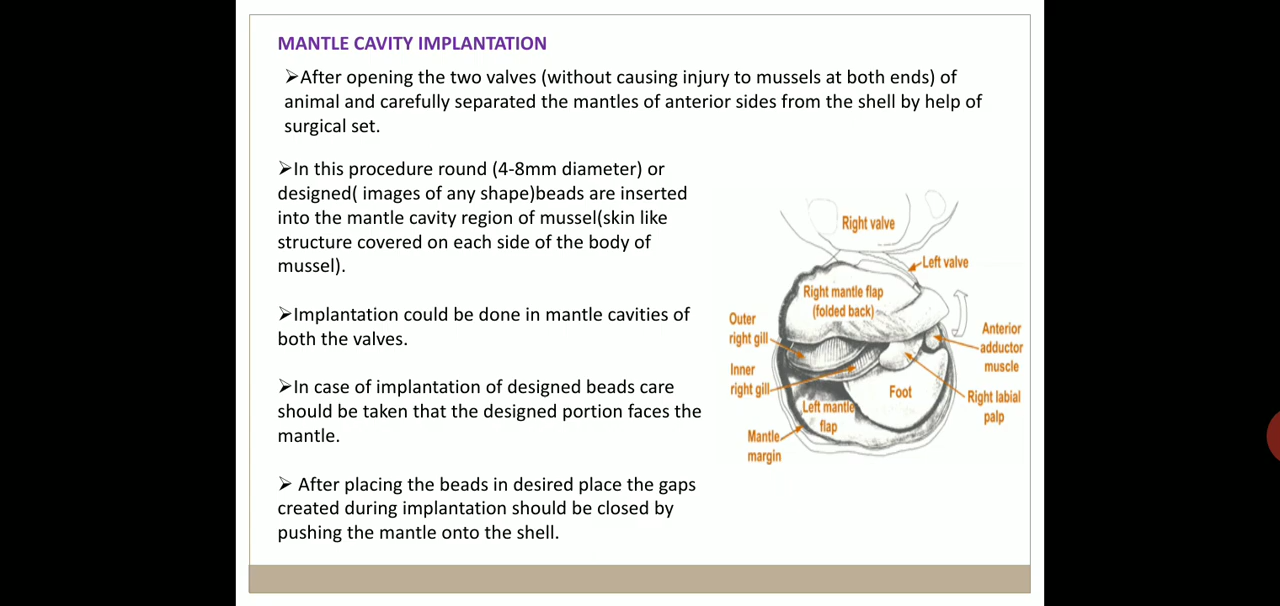 MANTLE CAVITY IMPLANTATION
➢After opening the two valves (without causing injury to mussels at both ends) of
animal and carefully separated the mantles of anterior sides from the shell by help of
surgical set.
➢In this procedure round (4-8mm diameter) or
designed( images of any shape)beads are inserted
into the mantle cavity region of mussel(skin like
structure covered on each side of the body of
mussel).
➢Implantation could be done in mantle cavities of
both the valves.
➢In case of implantation of designed beads care
should be taken that the designed portion faces the
mantle.
➢ After placing the beads in desired place the gaps
created during implantation should be closed by
pushing the mantle onto the shell.
Right valve
Left valve
Right mantle flap
(folded back)
Outer
right gill
Anterior
adductor
muscle
Inner
right gill
Foot
Right labial
palp
Left mantle
flap
Mantle
margin